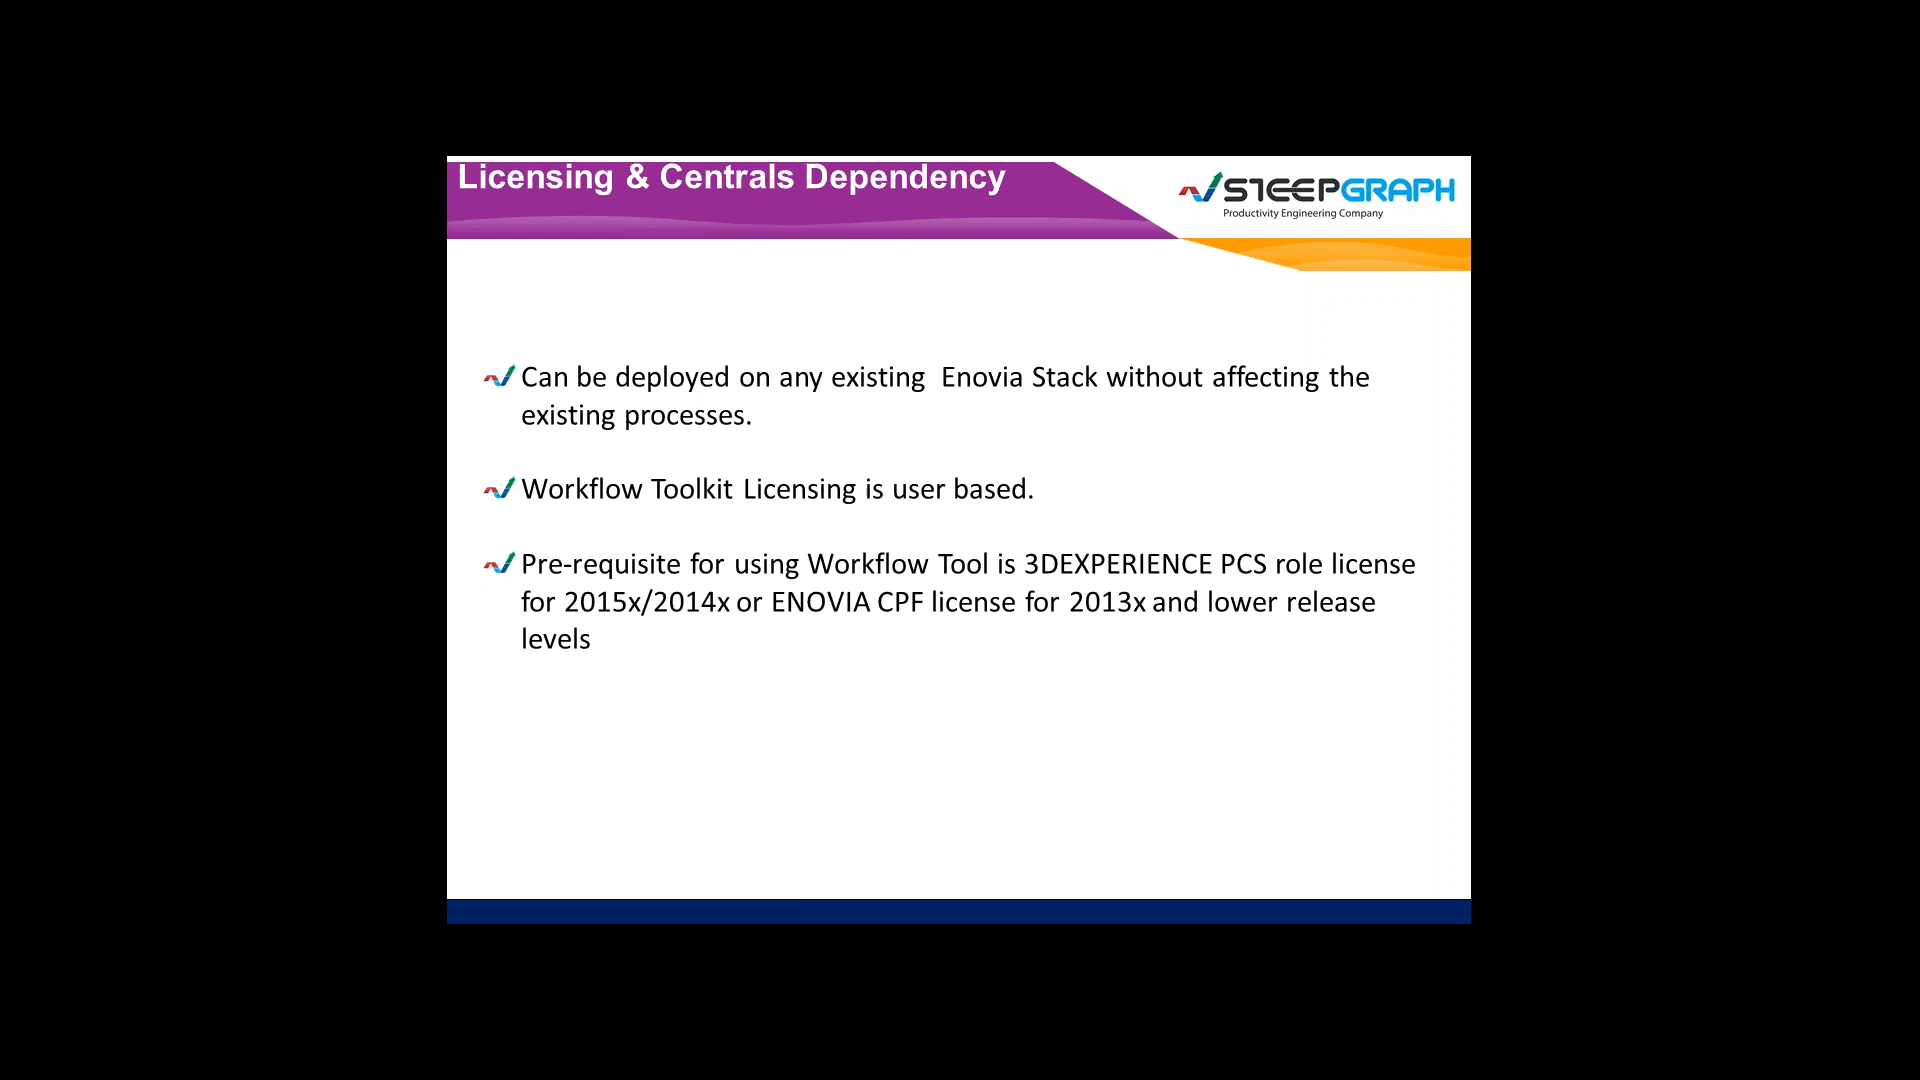 Licensing & Centrals Dependency
STEEPGRAPH
Productivity Engineering Company
Can be deployed on any existing  Enovia Stack without affecting the
existing processes.
Workflow Toolkit Licensing is user based.
Pre-requisite for using Workflow Tool is 3DEXPERIENCE PCS role license
for 2015x/2014x or ENOVIA CPF license for 2013x and lower release
levels